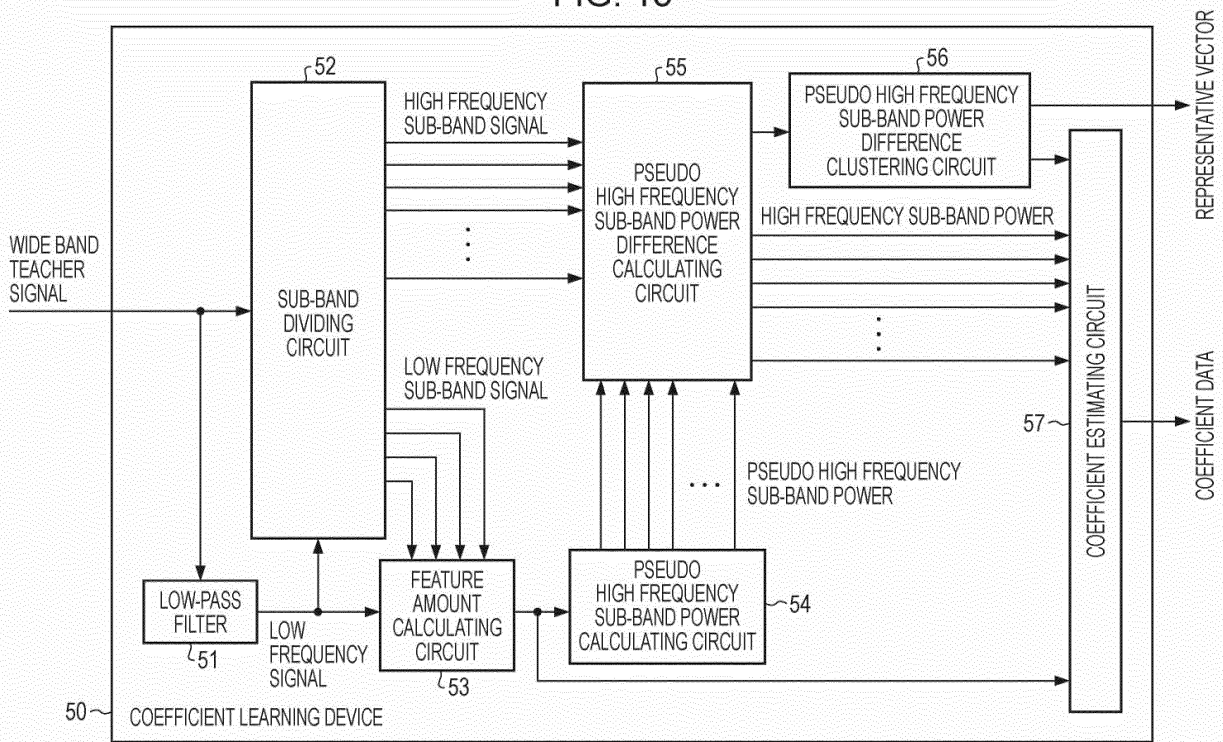 52
55
56
HIGH FREQUENCY
SUB-BAND SIGNAL
PSEUDO HIGH FREQUENCY
SUB-BAND POWER
DIFFERENCE
CLUSTERING CIRCUIT
REPRESENTATIVE VECTOR
WIDE BAND
TEACHER
SIGNAL
SUB-BAND
DIVIDING
CIRCUIT
PSEUDO
HIGH FREQUENCY
SUB-BAND POWER
DIFFERENCE
CALCULATING
CIRCUIT
HIGH FREQUENCY SUB-BAND POWER
LOW FREQUENCY
SUB-BAND SIGNAL
COEFFICIENT ESTIMATING CIRCUIT
57
COEFFICIENT DATA
PSEUDO HIGH FREQUENCY
SUB-BAND POWER
LOW-PASS
FILTER
51
LOW
FREQUENCY
SIGNAL
FEATURE
AMOUNT
CALCULATING
CIRCUIT
53
PSEUDO
HIGH FREQUENCY
SUB-BAND POWER
CALCULATING CIRCUIT
54
50
COEFFICIENT LEARNING DEVICE